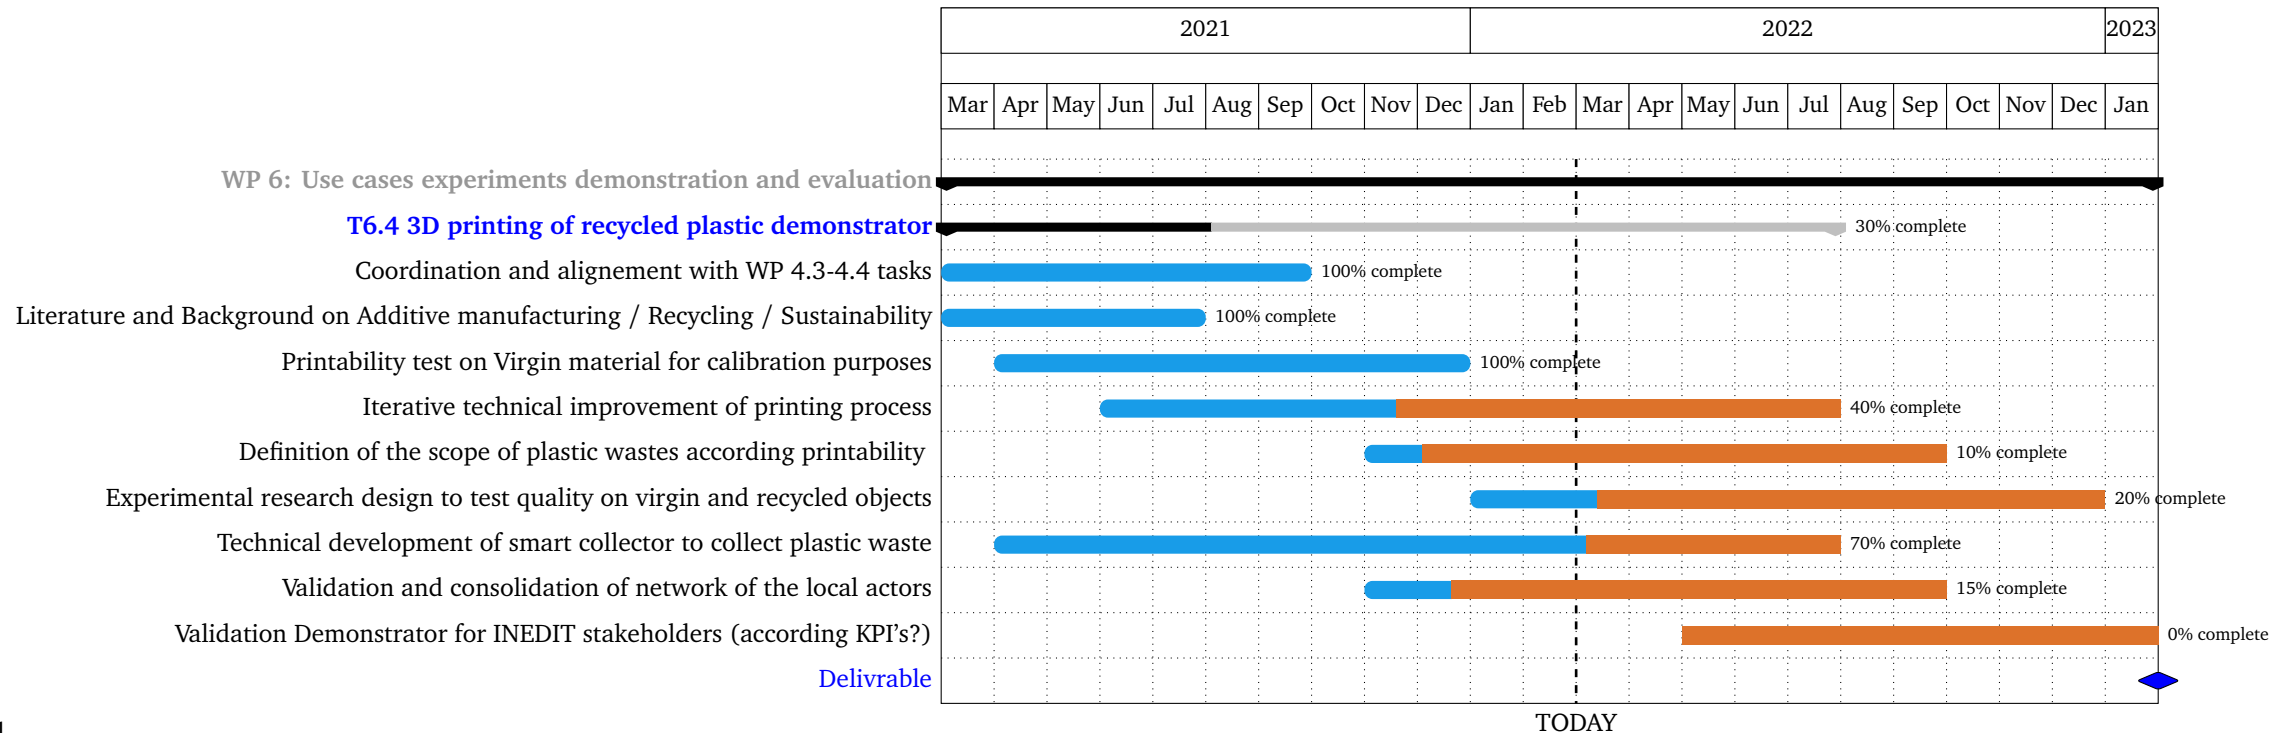 2021 2022 2023
Mar Apr May Jun Jul Aug Sep Oct Nov Dec Jan Feb Mar Apr May Jun Jul Aug Sep Oct Nov Dec Jan
WP 6: Use cases experiments demonstration and evaluation
T6.4 3D printing of recycled plastic demonstrator 30% complete
Coordination and alignement with WP 4.3-4.4 tasks 100% complete
Literature and Background on Additive manufacturing / Recycling / Sustainability 100% complete
Printability test on Virgin material for calibration purposes 100% complete
Iterative technical improvement of printing process 40% complete
Definition of the scope of plastic wastes according printability 10% complete
Experimental research design to test quality on virgin and recycled objects 20% complete
Technical development of smart collector to collect plastic waste 70% complete
Validation and consolidation of network of the local actors 15% complete
Validation Demonstrator for INEDIT stakeholders (according KPI's?) 0% complete
Delivrable
TODAY